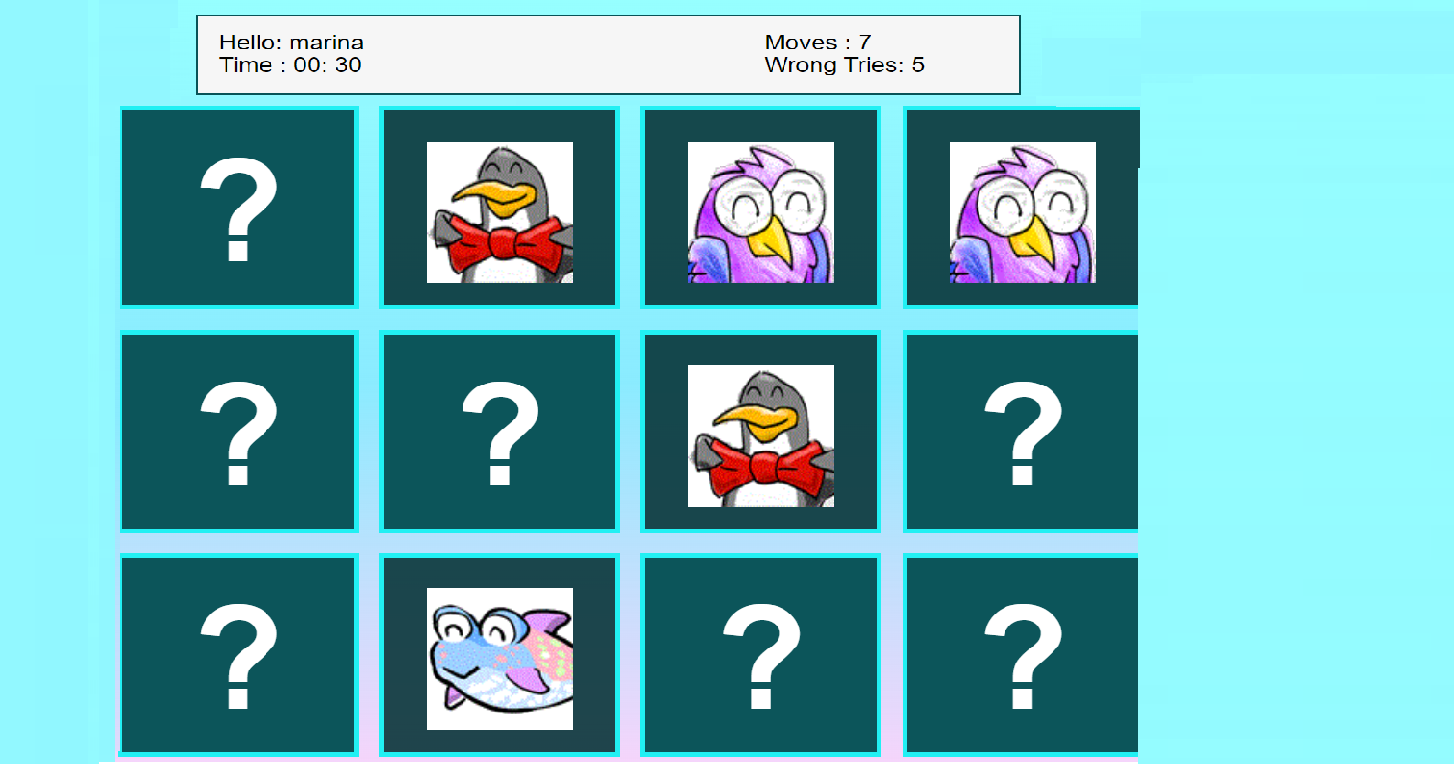 Hello: marina
Moves : 7
Time : 00: 30
Wrong Tries: 5
?
? ? ?
? ? ?